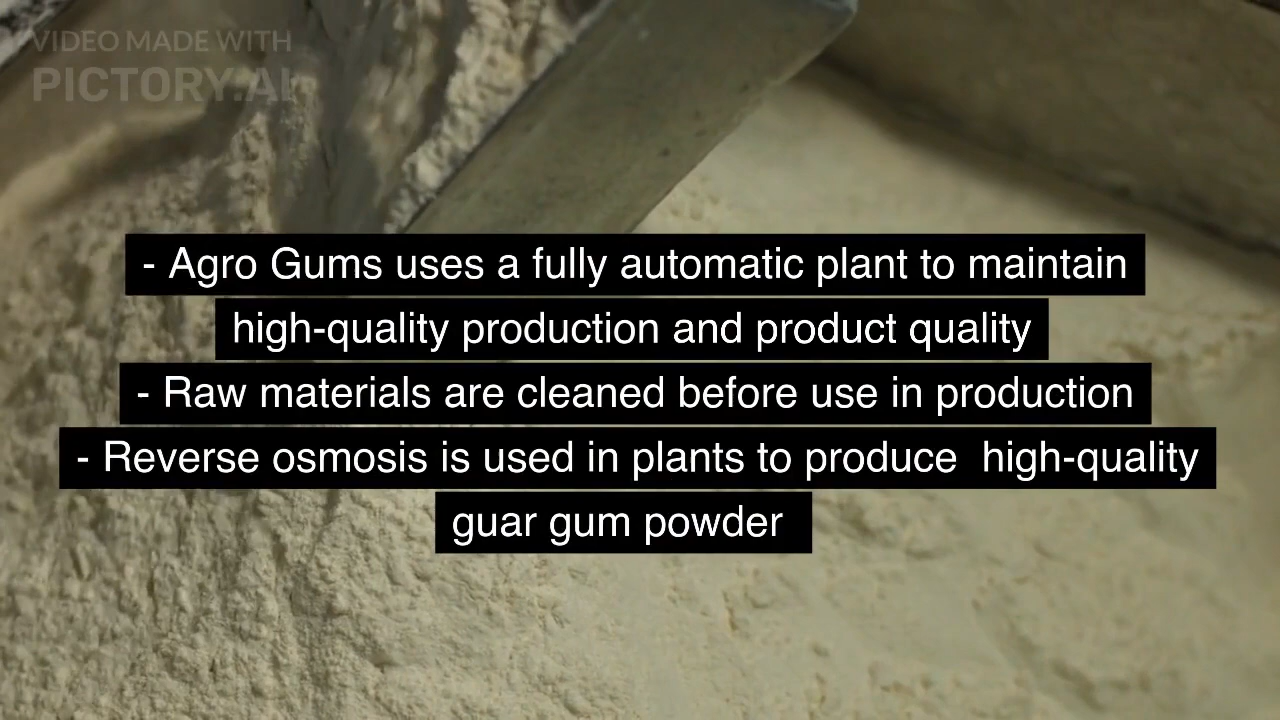 VIDEO MADE WITH
PICTORY.AI
- Agro Gums uses a fully automatic plant to maintain
high-quality production and product quality
- Raw materials are cleaned before use in production
- Reverse osmosis is used in plants to produce  high-quality
guar gum powder